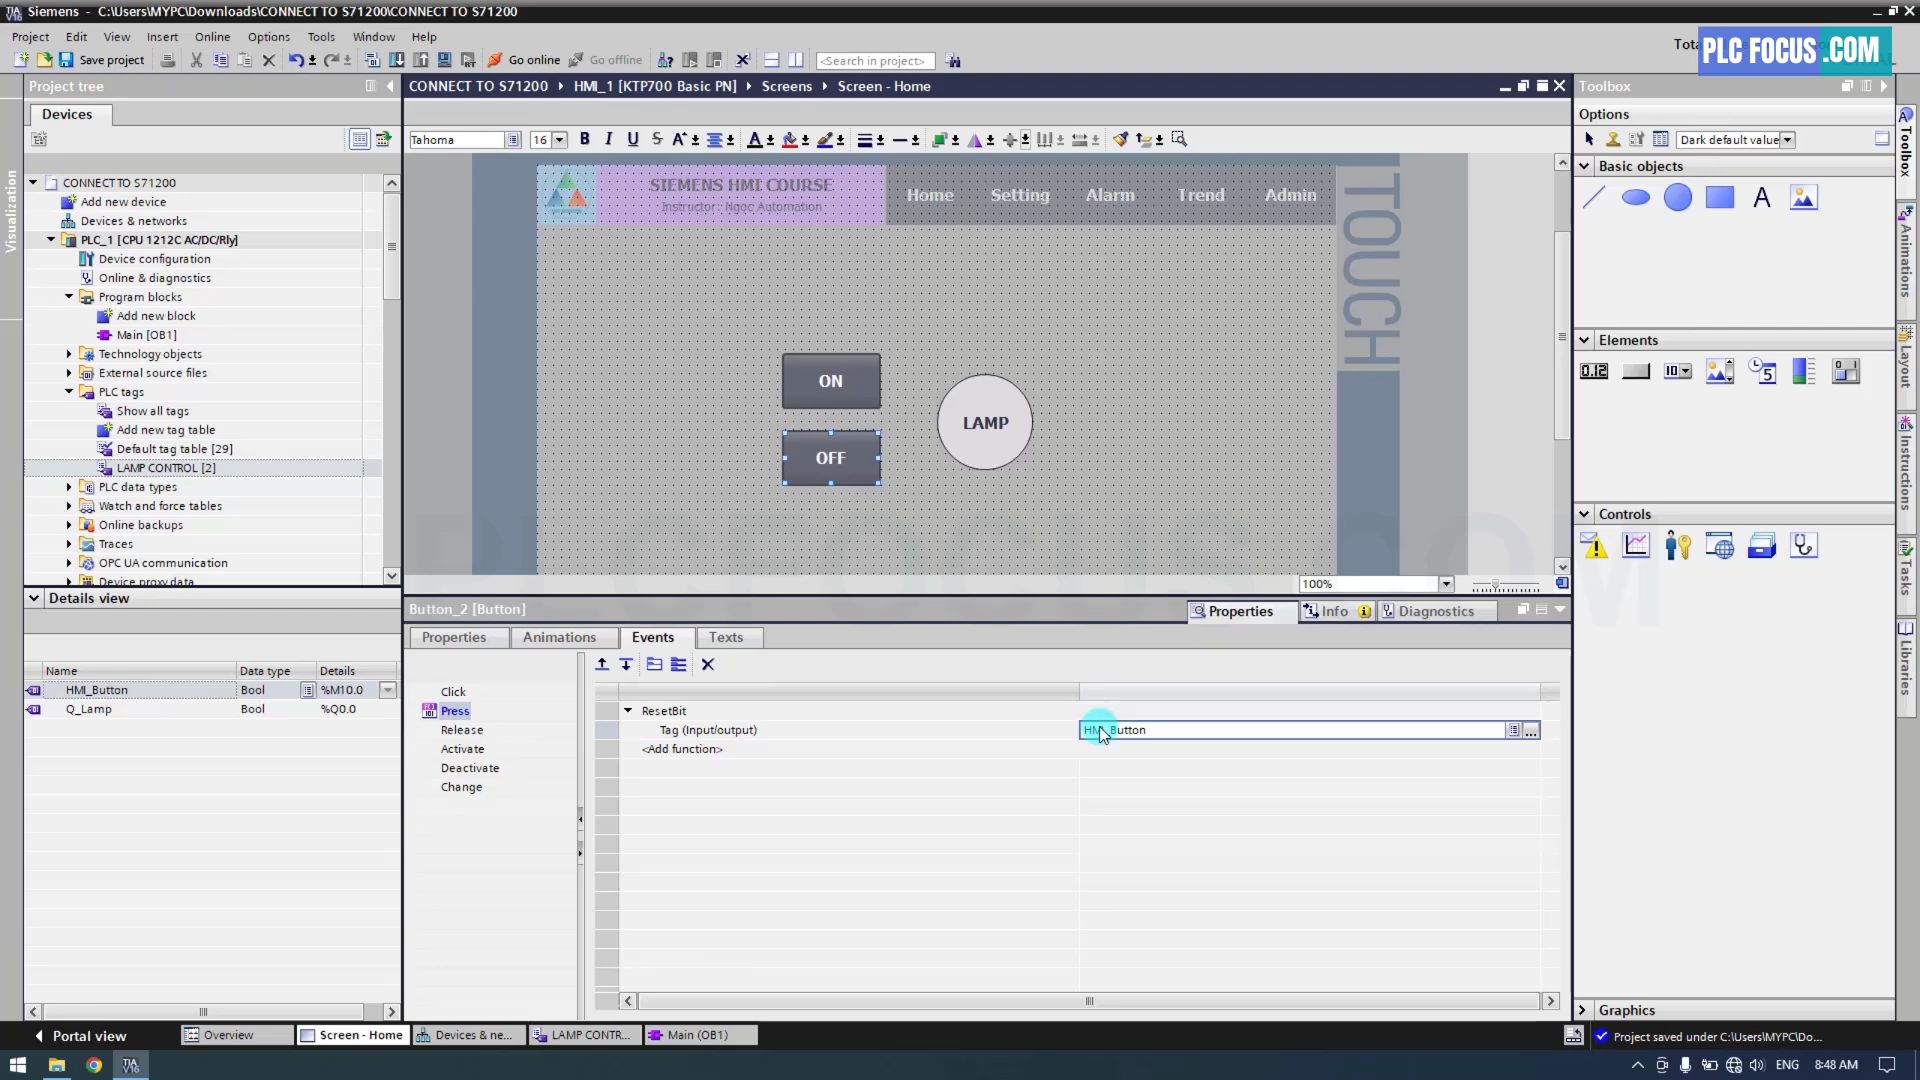 Siemens - C:\Users\MYPC\Downloads\CONNECT TO S71200\CONNECT TO S71200
Project Edit View Insert Online Options Tools Window Help
PLC FOCUS .COM
Save project
Go online
Go offline
<Search in project>
Project tree
CONNECT TO S71200 HMI_1 [KTP700 Basic PN] Screens Screen - Home
Toolbox
Devices
Options
Tahoma
16
Dark default value
Visualization
CONNECT TO S71200
Add new device
Devices & networks
PLC_1 [CPU 1212C AC/DC/Rly]
Device configuration
Online & diagnostics
Program blocks
Add new block
Main [OB1]
Technology objects
External source files
PLC tags
Show all tags
Add new tag table
Default tag table [29]
LAMP CONTROL [2]
PLC data types
Watch and force tables
Online backups
Traces
OPC UA communication
Device proxy data
SIEMENS HMI COURSE
Instructor: Ngoc Automation
Home Setting Alarm Trend Admin
TOUCH
ON
OFF
LAMP
100%
Basic objects
Elements
Controls
Graphics
Toolbox
Animations
Layout
Instructions
Tasks
Libraries
Details view
Name Data type Details
HMI_Button Bool %M10.0
Q_Lamp Bool %Q0.0
Button_2 [Button]
Properties Info Diagnostics
Properties Animations Events Texts
Click
Press
Release
Activate
Deactivate
Change
ResetBit
Tag (Input/output) HMI_Button
<Add function>
Portal view
Overview
Screen - Home
Devices & ne...
LAMP CONTR...
Main (OB1)
Project saved under C:\Users\MYPC\Do...
ENG 8:48 AM